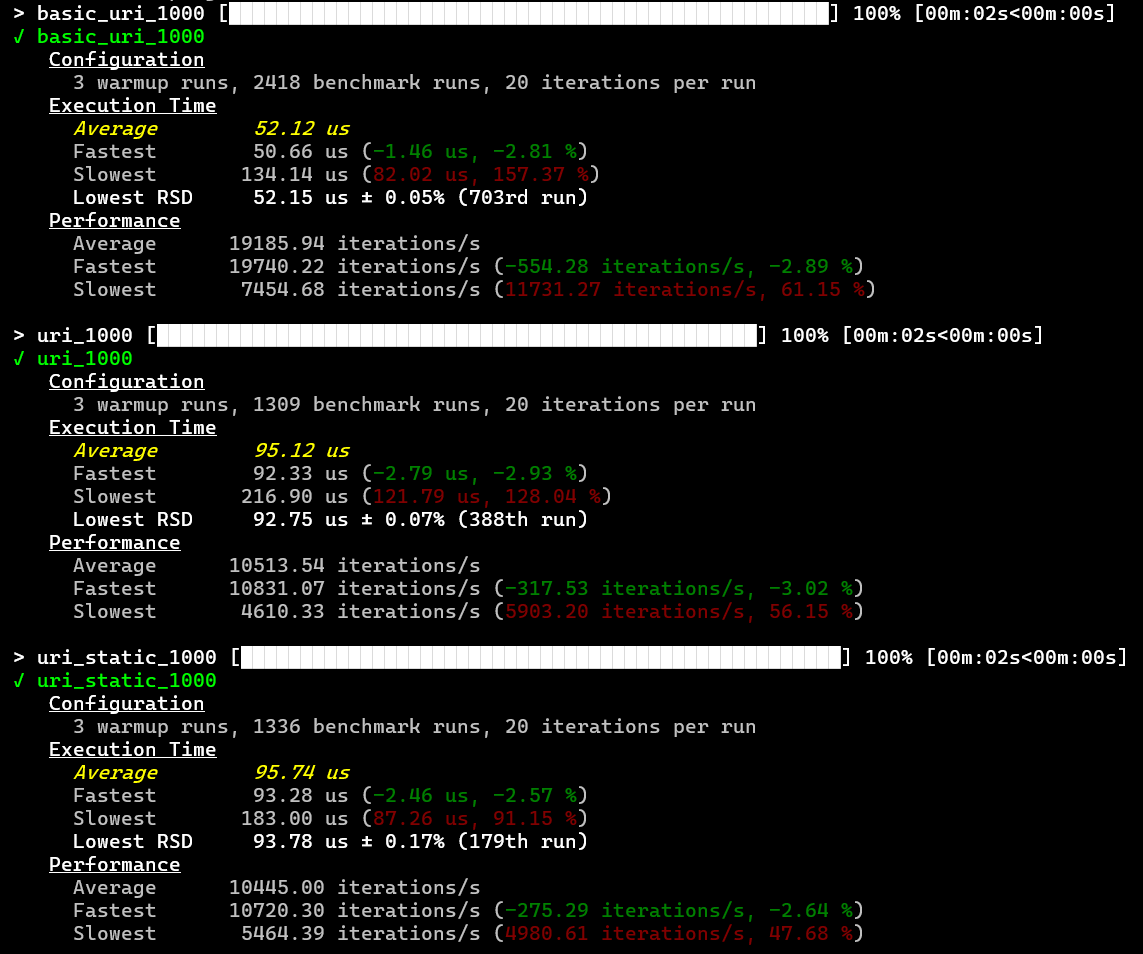 > basic_uri_1000 [██████████████████████████████████████████████████] 100% [00m:02s<00m:00s]
✓ basic_uri_1000
Configuration
3 warmup runs, 2418 benchmark runs, 20 iterations per run
Execution Time
Average 52.12 us
Fastest 50.66 us (-1.46 us, -2.81 %)
Slowest 134.14 us (82.02 us, 157.37 %)
Lowest RSD 52.15 us ± 0.05% (703rd run)
Performance
Average 19185.94 iterations/s
Fastest 19740.22 iterations/s (-554.28 iterations/s, -2.89 %)
Slowest 7454.68 iterations/s (11731.27 iterations/s, 61.15 %)
> uri_1000 [██████████████████████████████████████████████████] 100% [00m:02s<00m:00s]
✓ uri_1000
Configuration
3 warmup runs, 1309 benchmark runs, 20 iterations per run
Execution Time
Average 95.12 us
Fastest 92.33 us (-2.79 us, -2.93 %)
Slowest 216.90 us (121.79 us, 128.04 %)
Lowest RSD 92.75 us ± 0.07% (388th run)
Performance
Average 10513.54 iterations/s
Fastest 10831.07 iterations/s (-317.53 iterations/s, -3.02 %)
Slowest 4610.33 iterations/s (5903.20 iterations/s, 56.15 %)
> uri_static_1000 [██████████████████████████████████████████████████] 100% [00m:02s<00m:00s]
✓ uri_static_1000
Configuration
3 warmup runs, 1336 benchmark runs, 20 iterations per run
Execution Time
Average 95.74 us
Fastest 93.28 us (-2.46 us, -2.57 %)
Slowest 183.00 us (87.26 us, 91.15 %)
Lowest RSD 93.78 us ± 0.17% (179th run)
Performance
Average 10445.00 iterations/s
Fastest 10720.30 iterations/s (-275.29 iterations/s, -2.64 %)
Slowest 5464.39 iterations/s (4980.61 iterations/s, 47.68 %)